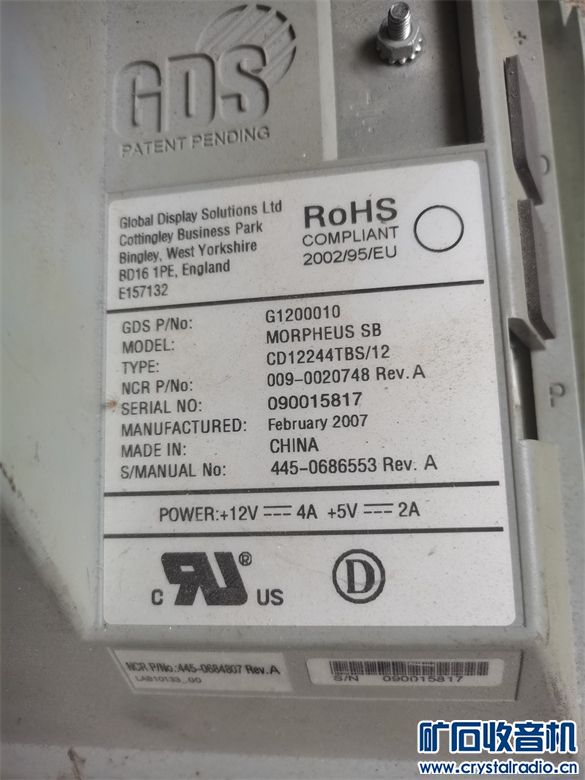 GDS
PATENT PENDING
Global Display Solutions Ltd
Cottingley Business Park
Bingley, West Yorkshire
BD16 1PE, England
E157132
RoHS
COMPLIANT
2002/95/EU
GDS P/No: G1200010
MODEL: MORPHEUS SB
TYPE: CD12244TBS/12
NCR P/No: 009-0020748 Rev. A
SERIAL NO: 090015817
MANUFACTURED: February 2007
MADE IN: CHINA
S/MANUAL No: 445-0686553 Rev. A
POWER:+12V 4A +5V 2A
c RU ® US
D
NCR P/No:445-0684807 Rev.A
LAB10133_00
S/N 090015817
矿石收音机
www.crystalradio.cn